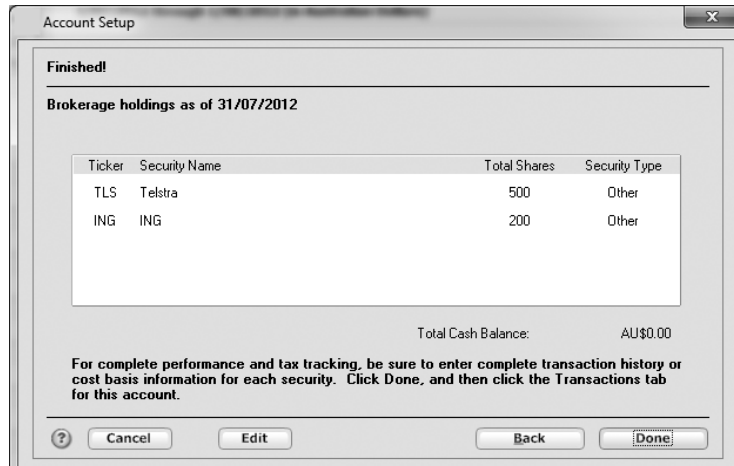 Account Setup
X
Finished!
Brokerage holdings as of 31/07/2012
Ticker Security Name Total Shares Security Type
TLS Telstra 500 Other
ING ING 200 Other
Total Cash Balance: AU$0.00
For complete performance and tax tracking, be sure to enter complete transaction history or
cost basis information for each security. Click Done, and then click the Transactions tab
for this account.
? Cancel Edit Back Done